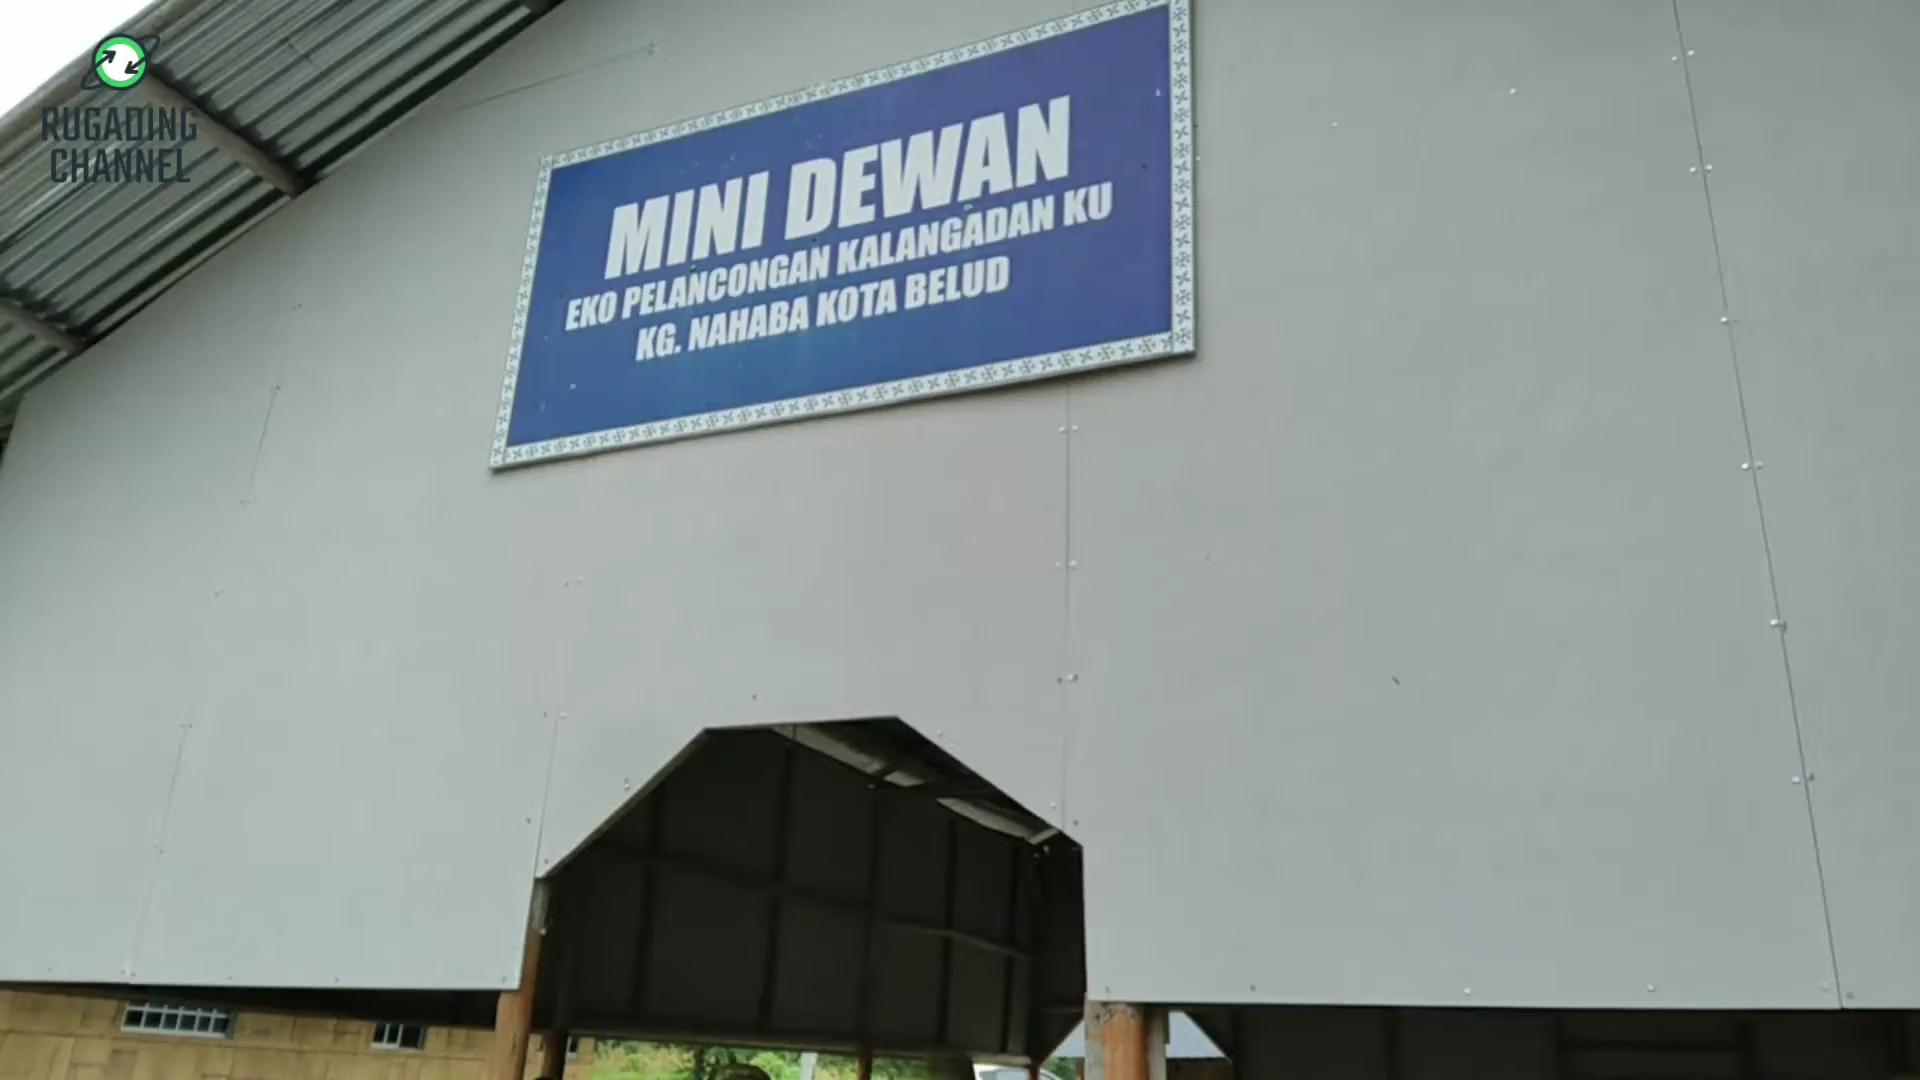 RUGADING
CHANNEL
MINI DEWAN
EKO PELANCONGAN KALANGADAN KU
KG. NAHABA KOTA BELUD